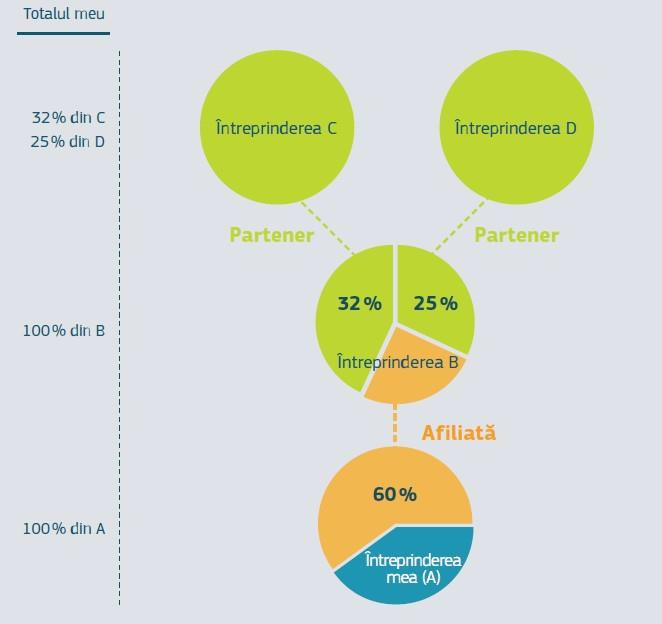 Totalul meu
32% din C
25% din D
Întreprinderea C
Întreprinderea D
Partener
Partener
32%
25%
100% din B
Întreprinderea B
Afiliată
60%
100% din A
Întreprinderea
mea (A)